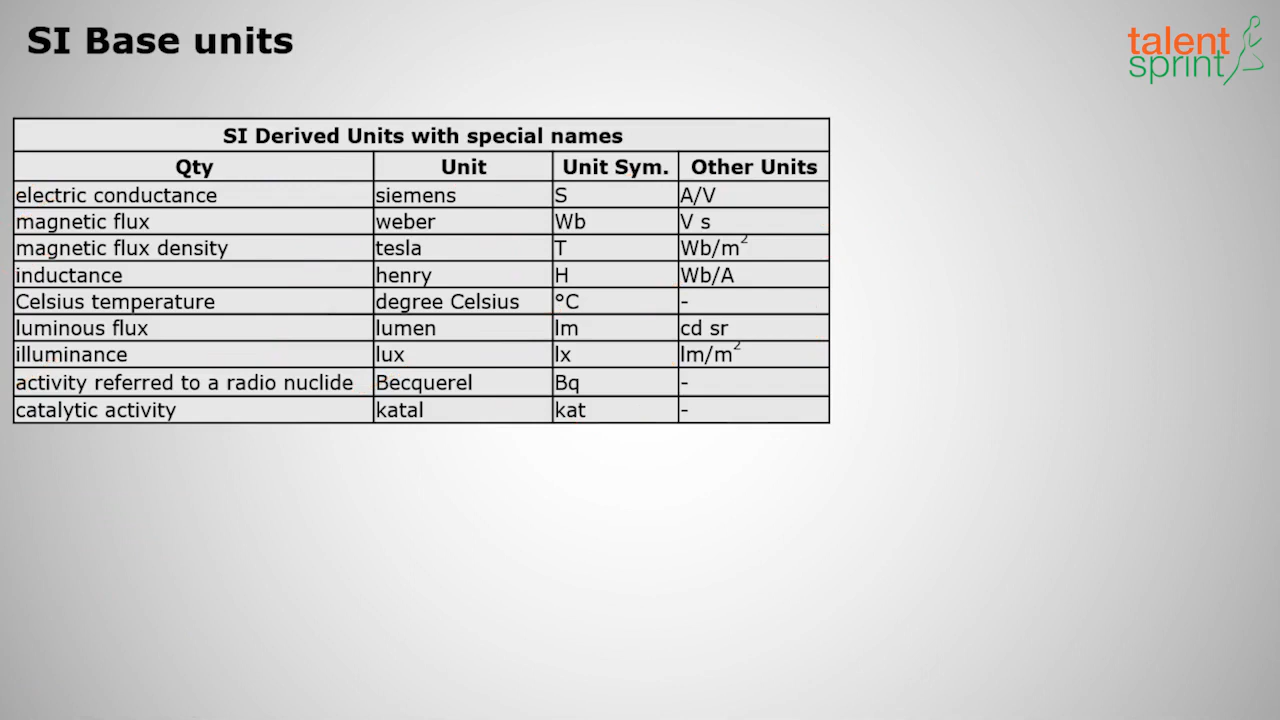 SI Base units
talent
sprint
SI Derived Units with special names
Qty Unit Unit Sym. Other Units
electric conductance siemens S A/V
magnetic flux weber Wb V s
magnetic flux density tesla T Wb/m²
inductance henry H Wb/A
Celsius temperature degree Celsius °C -
luminous flux lumen lm cd sr
illuminance lux lx lm/m²
activity referred to a radio nuclide Becquerel Bq -
catalytic activity katal kat -